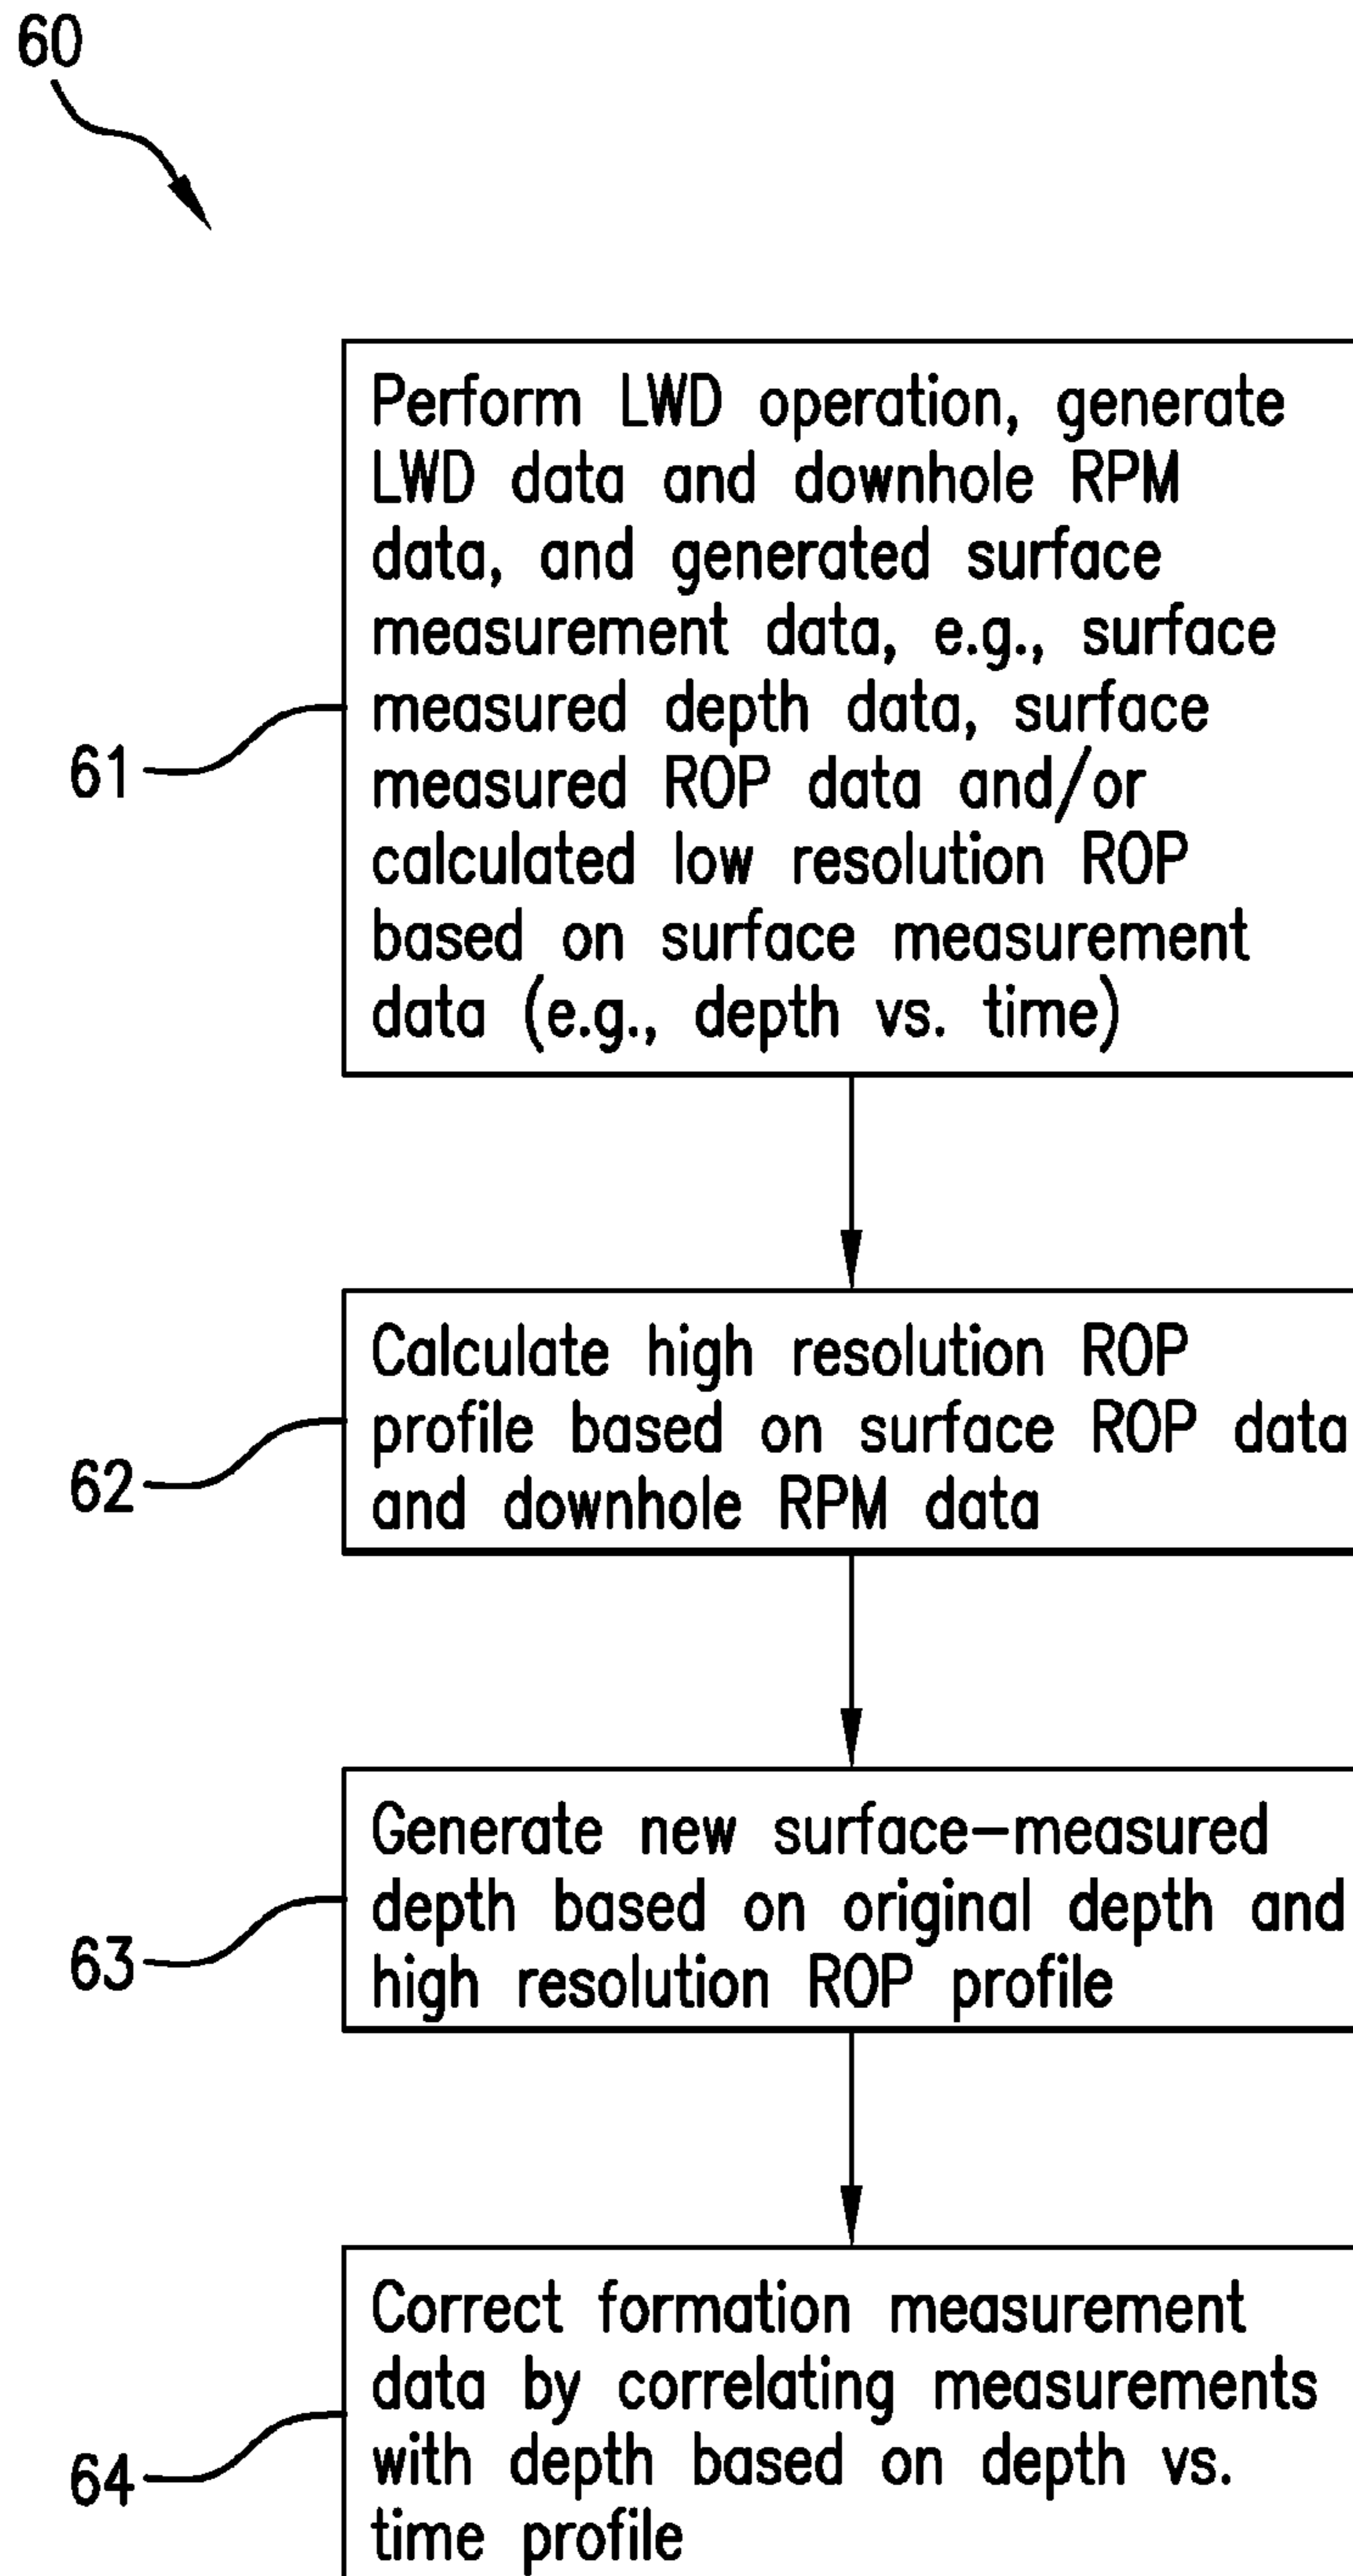 60
Perform LWD operation, generate
LWD data and downhole RPM
data, and generated surface
measurement data, e.g., surface
measured depth data, surface
measured ROP data and/or
calculated low resolution ROP
based on surface measurement
data (e.g., depth vs. time)
61
Calculate high resolution ROP
profile based on surface ROP data
and downhole RPM data
62
Generate new surface-measured
depth based on original depth and
high resolution ROP profile
63
Correct formation measurement
data by correlating measurements
with depth based on depth vs.
time profile
64